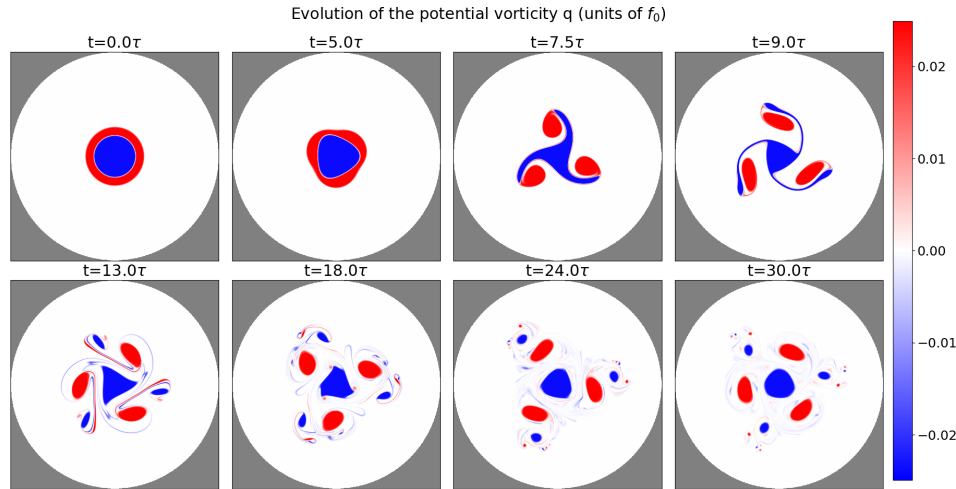 Evolution of the potential vorticity q (units of f₀)
t=0.0τ
t=5.0τ
t=7.5τ
t=9.0τ
t=13.0τ
t=18.0τ
t=24.0τ
t=30.0τ
0.02
0.01
0.00
−0.01
−0.02